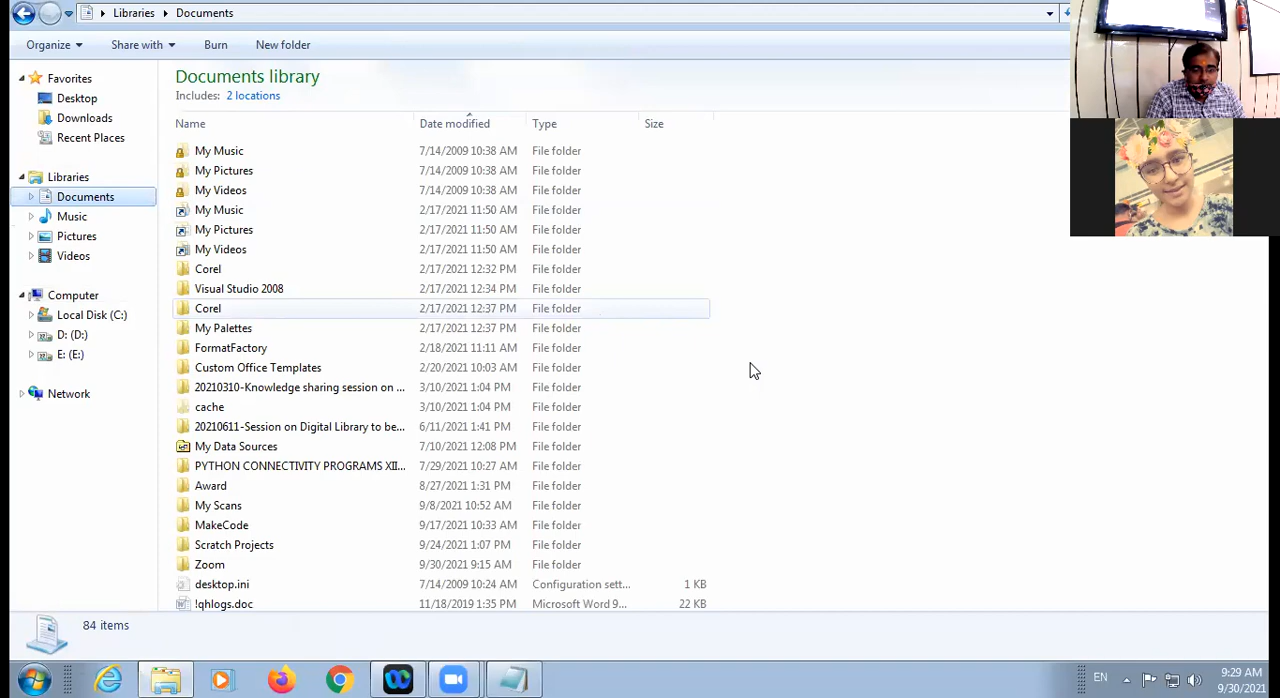 Libraries Documents
Organize Share with Burn New folder
Favorites
Desktop
Downloads
Recent Places
Libraries
Documents
Music
Pictures
Videos
Computer
Local Disk (C:)
D: (D:)
E: (E:)
Network
Documents library
Includes: 2 locations
Name Date modified Type Size
My Music 7/14/2009 10:38 AM File folder
My Pictures 7/14/2009 10:38 AM File folder
My Videos 7/14/2009 10:38 AM File folder
My Music 2/17/2021 11:50 AM File folder
My Pictures 2/17/2021 11:50 AM File folder
My Videos 2/17/2021 11:50 AM File folder
Corel 2/17/2021 12:32 PM File folder
Visual Studio 2008 2/17/2021 12:34 PM File folder
Corel 2/17/2021 12:37 PM File folder
My Palettes 2/17/2021 12:37 PM File folder
FormatFactory 2/18/2021 11:11 AM File folder
Custom Office Templates 2/20/2021 10:03 AM File folder
20210310-Knowledge sharing session on ... 3/10/2021 1:04 PM File folder
cache 3/10/2021 1:04 PM File folder
20210611-Session on Digital Library to be... 6/11/2021 1:41 PM File folder
My Data Sources 7/10/2021 12:08 PM File folder
PYTHON CONNECTIVITY PROGRAMS XII... 7/29/2021 10:27 AM File folder
Award 8/27/2021 1:31 PM File folder
My Scans 9/8/2021 10:52 AM File folder
MakeCode 9/17/2021 10:33 AM File folder
Scratch Projects 9/24/2021 1:07 PM File folder
Zoom 9/30/2021 9:15 AM File folder
desktop.ini 7/14/2009 10:24 AM Configuration sett... 1 KB
!qhlogs.doc 11/18/2019 1:35 PM Microsoft Word 9... 22 KB
84 items
EN
9:29 AM
9/30/2021